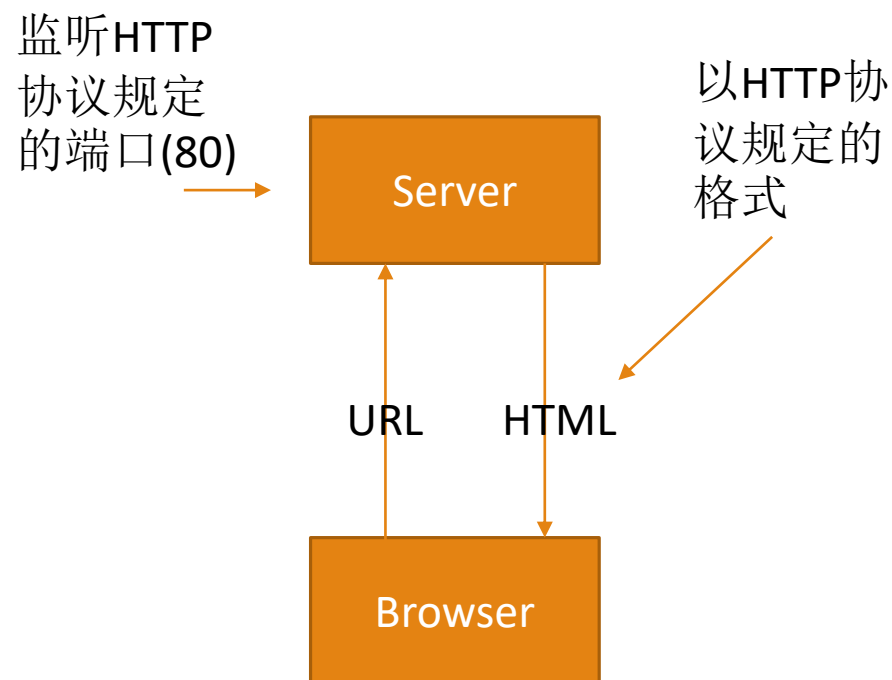 监听HTTP
协议规定
的端口(80)
以HTTP协
议规定的
格式
Server
URL
HTML
Browser